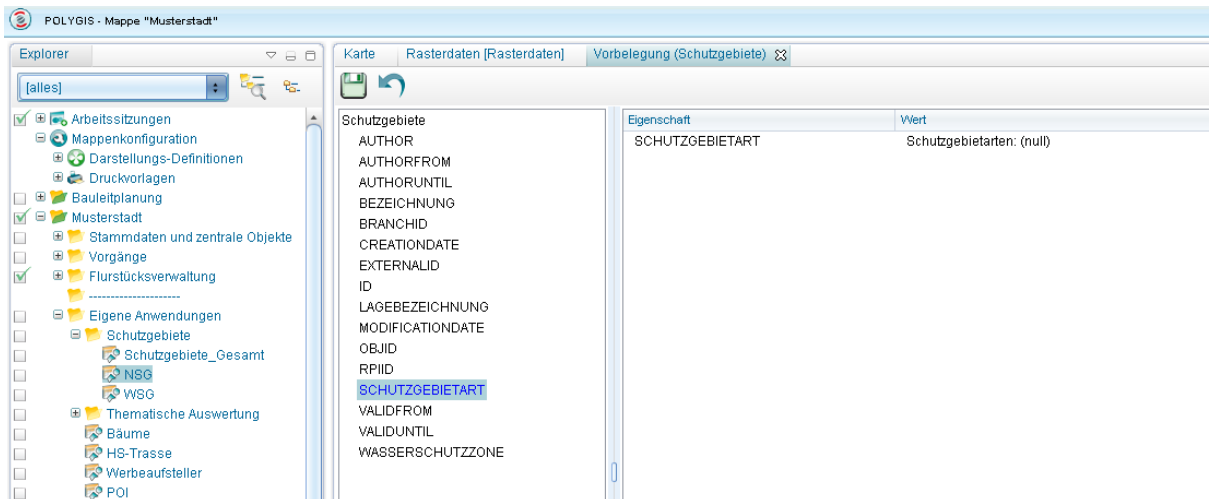 POLYGIS - Mappe "Musterstadt"
Explorer
[alles]
Arbeitssitzungen
Mappenkonfiguration
Darstellungs-Definitionen
Druckvorlagen
Bauleitplanung
Musterstadt
Stammdaten und zentrale Objekte
Vorgänge
Flurstücksverwaltung
---------------------
Eigene Anwendungen
Schutzgebiete
Schutzgebiete_Gesamt
NSG
WSG
Thematische Auswertung
Bäume
HS-Trasse
Werbeaufsteller
POI
Karte
Rasterdaten [Rasterdaten]
Vorbelegung (Schutzgebiete)
Schutzgebiete
AUTHOR
AUTHORFROM
AUTHORUNTIL
BEZEICHNUNG
BRANCHID
CREATIONDATE
EXTERNALID
ID
LAGEBEZEICHNUNG
MODIFICATIONDATE
OBJID
RPIID
SCHUTZGEBIETART
VALIDFROM
VALIDUNTIL
WASSERSCHUTZZONE
Eigenschaft Wert
SCHUTZGEBIETART Schutzgebietarten: (null)